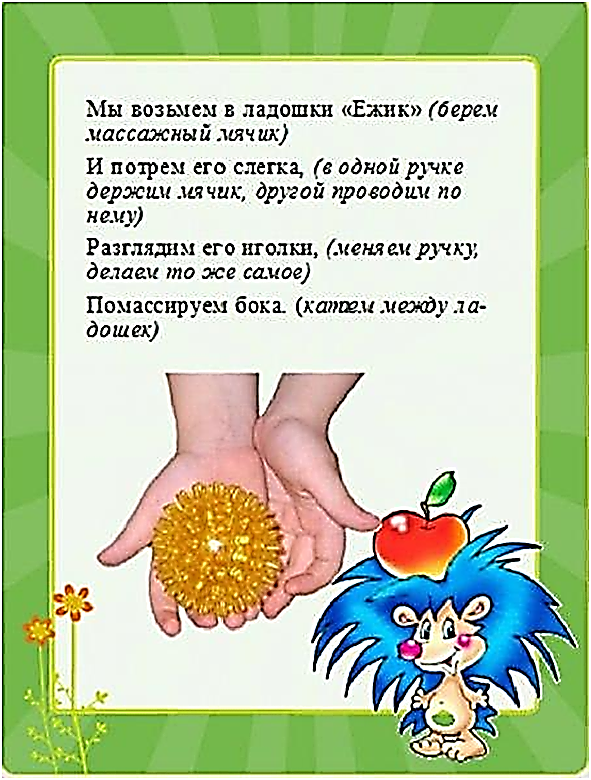 Мы возьмем в ладошки «Ежик» (берем
массажный мячик)
И потрем его слегка, (в одной ручке
держим мячик, другой проводим по
нему)
Разглядим его иголки, (меняем ручку,
делаем то же самое)
Помассируем бока. (катаем между ла-
дошек)